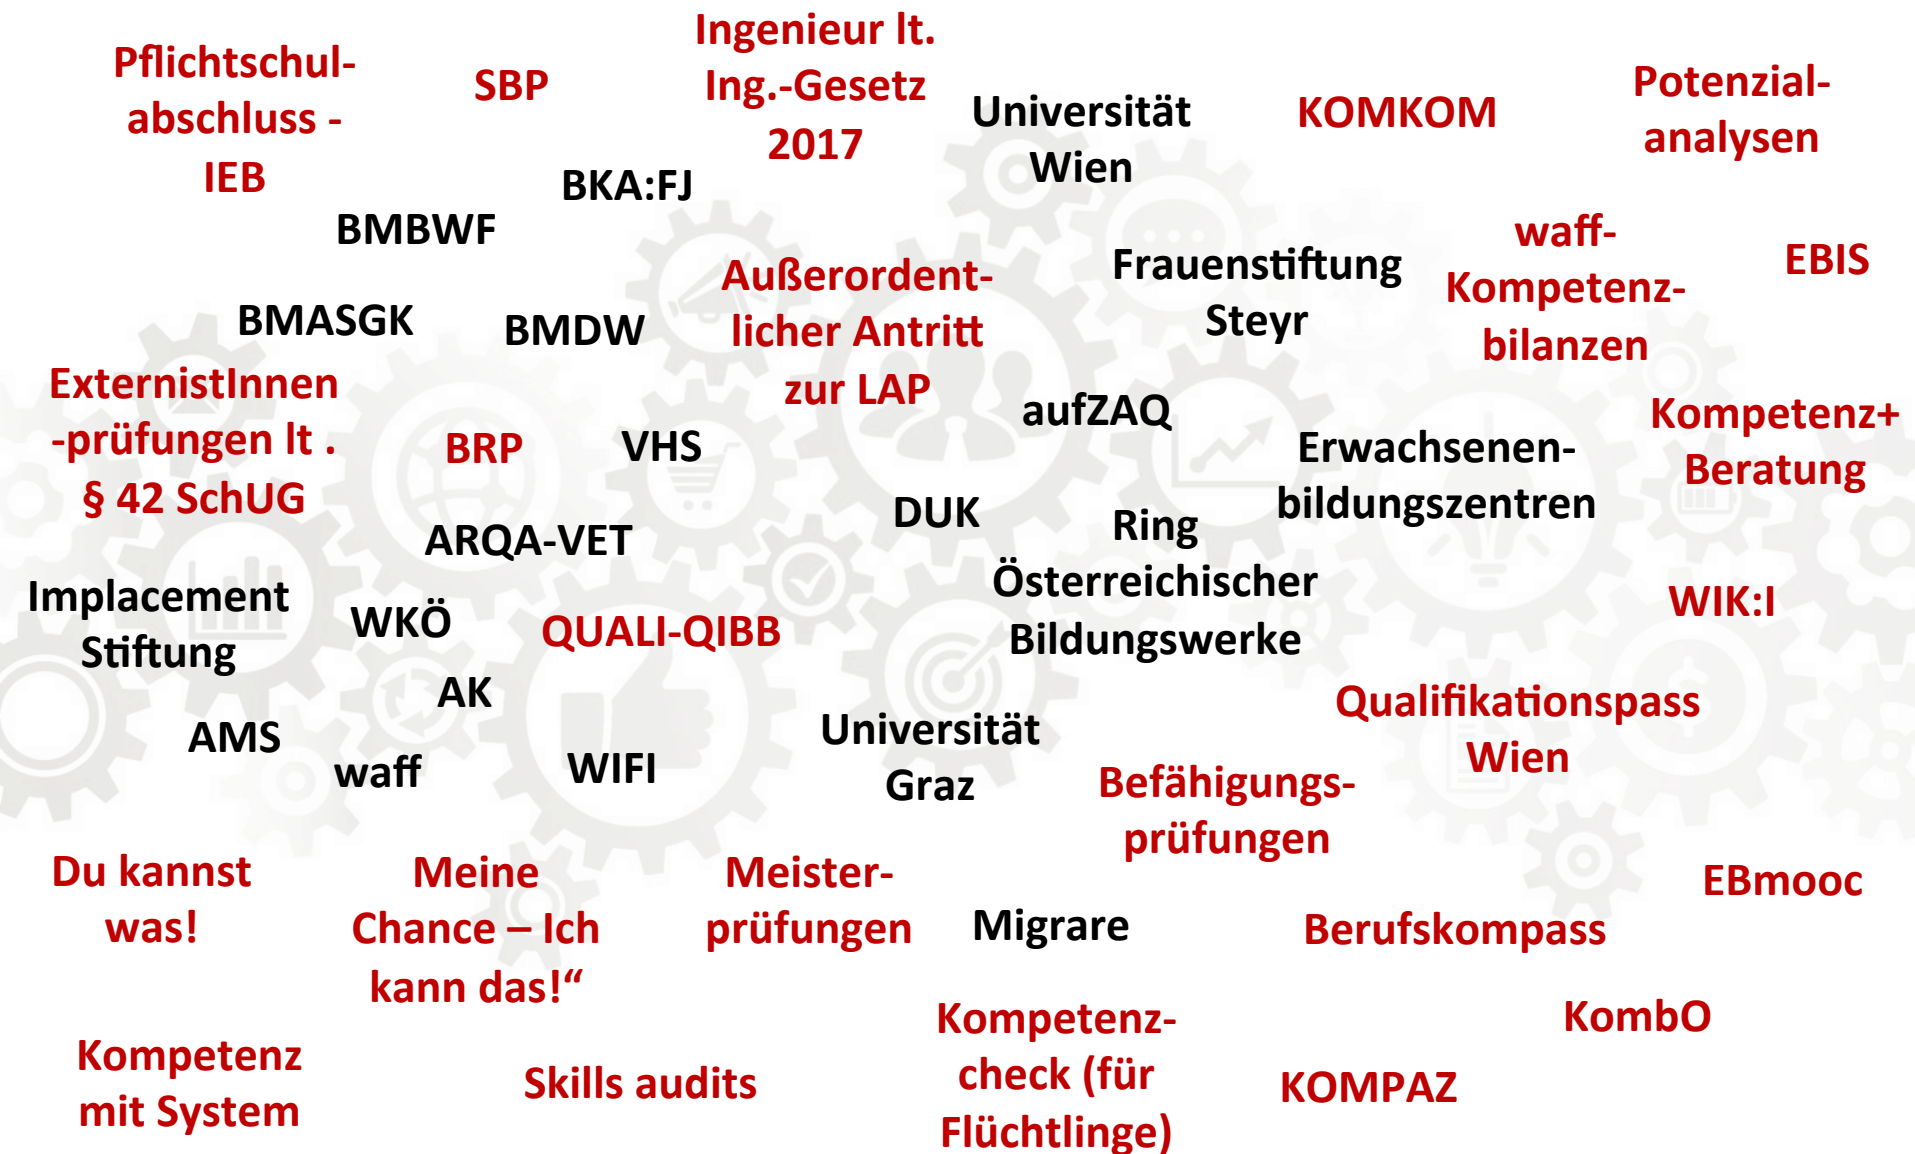 Pflichtschul-
abschluss -
IEB
SBP
Ingenieur lt.
Ing.-Gesetz
2017
Universität
Wien
KOMKOM
Potenzial-
analysen
BKA:FJ
BMBWF
BMASGK
BMDW
Außerordent-
licher Antritt
zur LAP
Frauenstiftung
Steyr
waff-
Kompetenz-
bilanzen
EBIS
ExternistInnen
-prüfungen lt .
§ 42 SchUG
BRP
VHS
aufZAQ
Erwachsenen-
bildungszentren
Kompetenz+
Beratung
ARQA-VET
DUK
Ring
Österreichischer
Bildungswerke
Implacement
Stiftung
WKÖ
QUALI-QIBB
WIK:I
AK
AMS
waff
WIFI
Universität
Graz
Qualifikationspass
Wien
Befähigungs-
prüfungen
Du kannst
was!
Meine
Chance – Ich
kann das!“
Meister-
prüfungen
Migrare
Berufskompass
EBmooc
Kompetenz
mit System
Skills audits
Kompetenz-
check (für
Flüchtlinge)
KOMPAZ
KombO